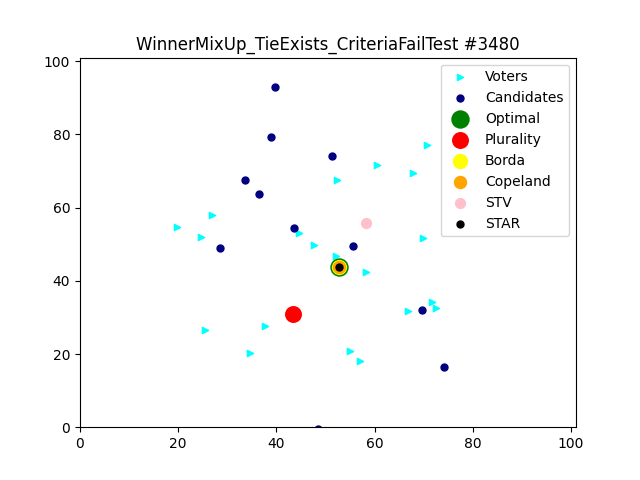 WinnerMixUp_TieExists_CriteriaFailTest #3480
100
80
60
40
20
0
0
20
40
60
80
100
Voters
Candidates
Optimal
Plurality
Borda
Copeland
STV
STAR